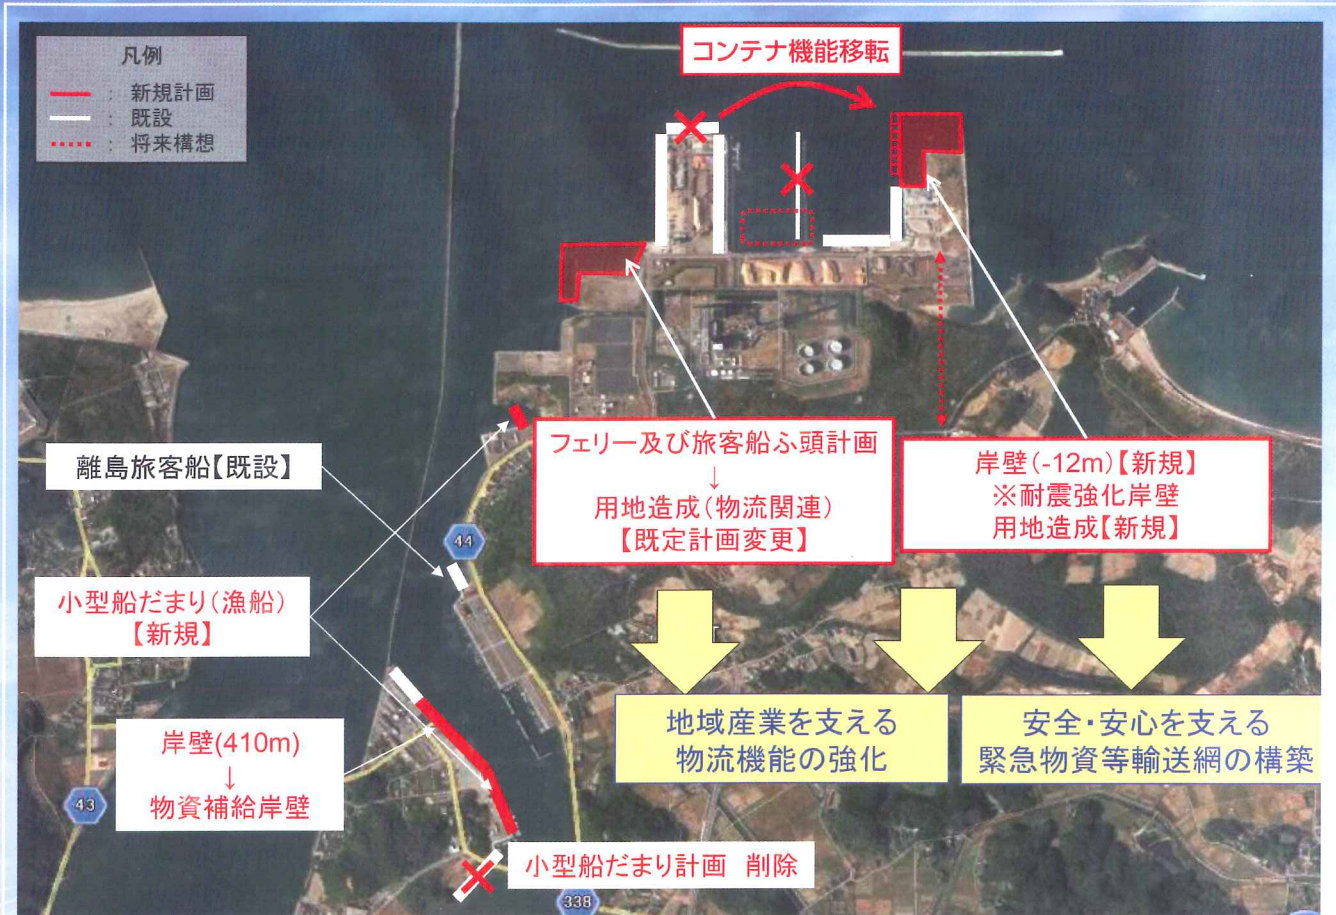 凡例
: 新規計画
: 既設
: 将来構想
コンテナ機能移転
離島旅客船【既設】
フェリー及び旅客船ふ頭計画
↓
用地造成(物流関連)
【既定計画変更】
岸壁(-12m)【新規】
※耐震強化岸壁
用地造成【新規】
44
小型船だまり(漁船)
【新規】
地域産業を支える
物流機能の強化
安全・安心を支える
緊急物資等輸送網の構築
岸壁(410m)
↓
物資補給岸壁
43
小型船だまり計画 削除
338